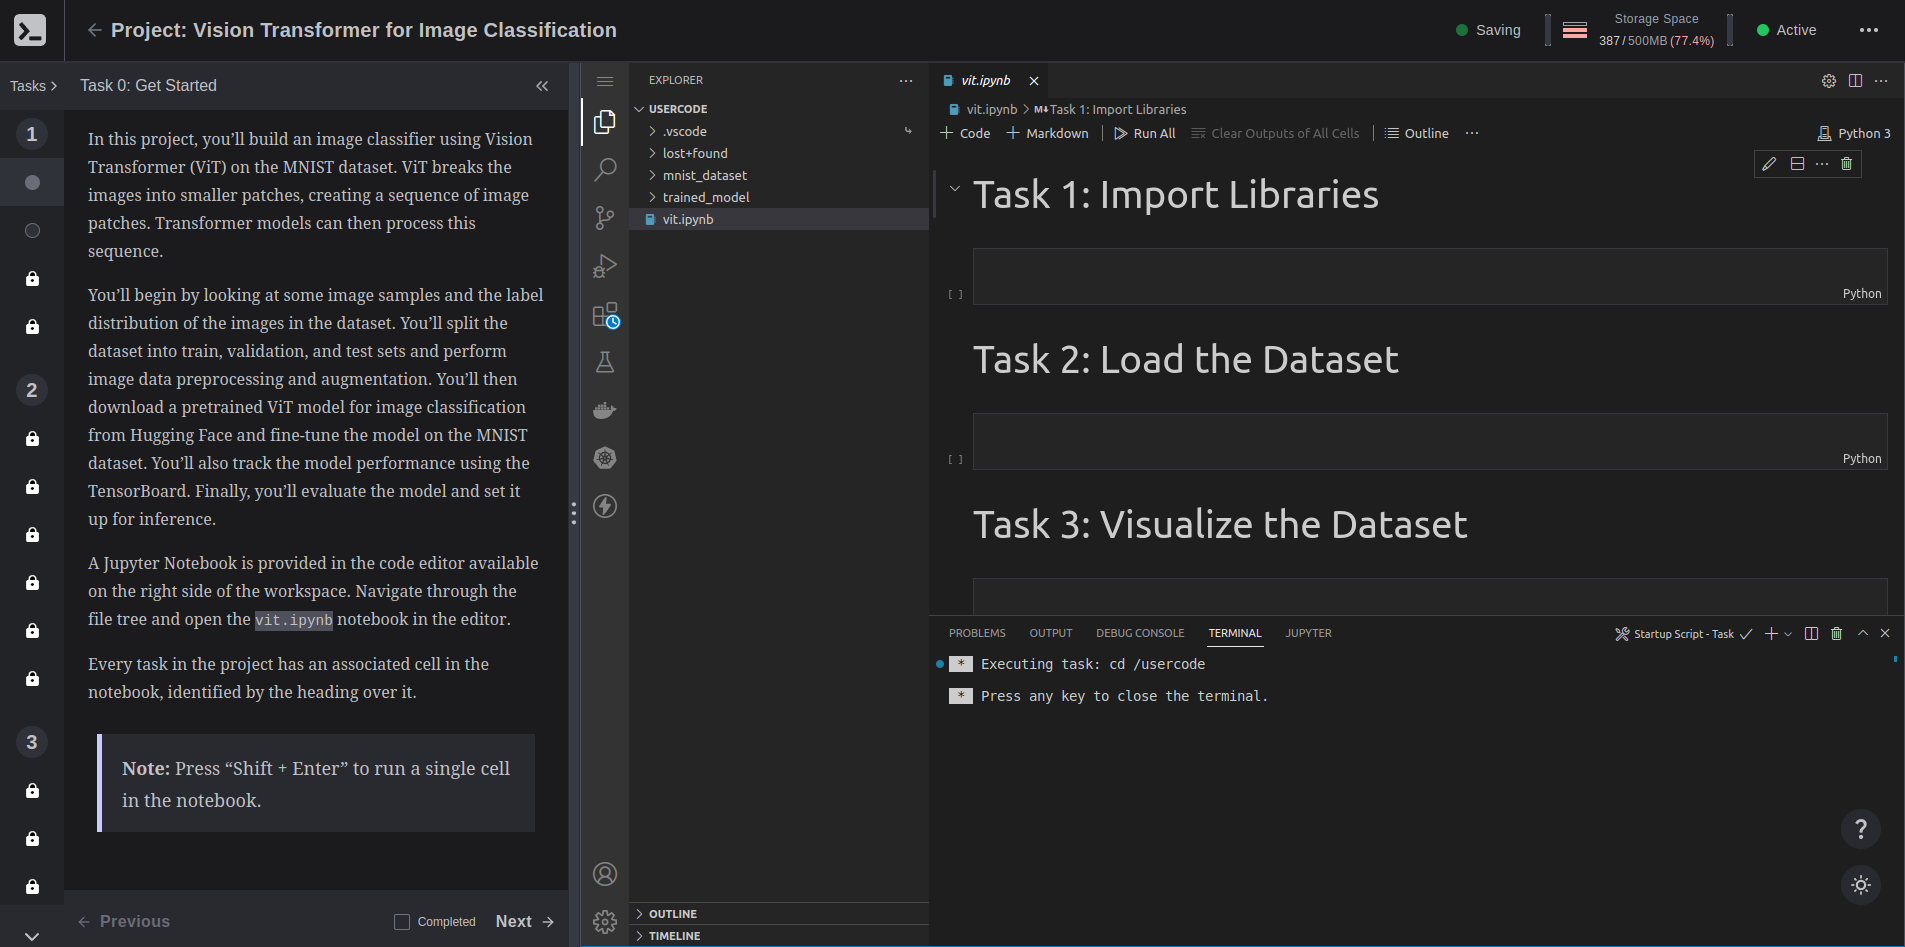 Project: Vision Transformer for Image Classification
Saving
Storage Space
387 / 500MB (77.4%)
Active
Tasks
Task 0: Get Started
1
2
3
In this project, you’ll build an image classifier using Vision
Transformer (ViT) on the MNIST dataset. ViT breaks the
images into smaller patches, creating a sequence of image
patches. Transformer models can then process this
sequence.
You’ll begin by looking at some image samples and the label
distribution of the images in the dataset. You’ll split the
dataset into train, validation, and test sets and perform
image data preprocessing and augmentation. You’ll then
download a pretrained ViT model for image classification
from Hugging Face and fine-tune the model on the MNIST
dataset. You’ll also track the model performance using the
TensorBoard. Finally, you’ll evaluate the model and set it
up for inference.
A Jupyter Notebook is provided in the code editor available
on the right side of the workspace. Navigate through the
file tree and open the vit.ipynb notebook in the editor.
Every task in the project has an associated cell in the
notebook, identified by the heading over it.
Note: Press “Shift + Enter” to run a single cell
in the notebook.
Previous
Completed
Next
EXPLORER
USERCODE
.vscode
lost+found
mnist_dataset
trained_model
vit.ipynb
OUTLINE
TIMELINE
vit.ipynb
vit.ipynb > M↓ Task 1: Import Libraries
+ Code + Markdown | Run All Clear Outputs of All Cells | Outline ···
Python 3
Task 1: Import Libraries
[ ]
Python
Task 2: Load the Dataset
[ ]
Python
Task 3: Visualize the Dataset
PROBLEMS OUTPUT DEBUG CONSOLE TERMINAL JUPYTER
Startup Script - Task
* Executing task: cd /usercode
* Press any key to close the terminal.
?